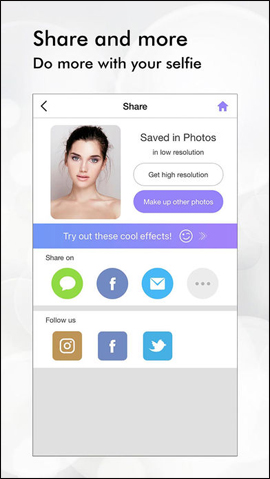 Share and more
Do more with your selfie
Share
Saved in Photos
in low resolution
Get high resolution
Make up other photos
Try out these cool effects!
Share on
f
Follow us
f